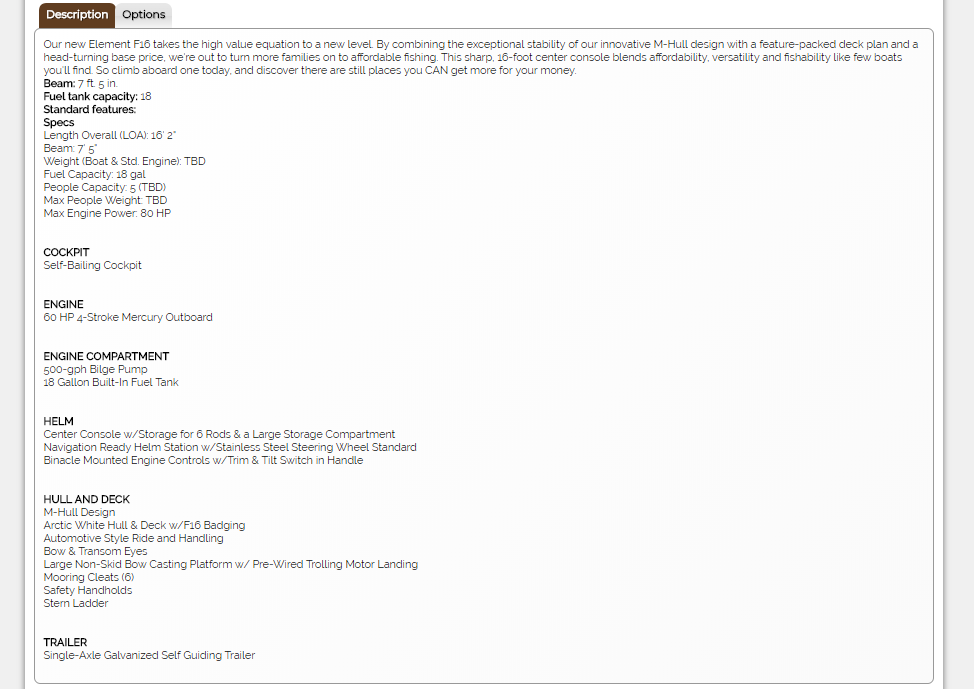 Description
Options
Our new Element F16 takes the high value equation to a new level. By combining the exceptional stability of our innovative M-Hull design with a feature-packed deck plan and a
head-turning base price, we're out to turn more families on to affordable fishing. This sharp, 16-foot center console blends affordability, versatility and fishability like few boats
you'll find. So climb aboard one today, and discover there are still places you CAN get more for your money.
Beam: 7 ft. 5 in.
Fuel tank capacity: 18
Standard features:
Specs
Length Overall (LOA): 16' 2"
Beam: 7' 5"
Weight (Boat & Std. Engine): TBD
Fuel Capacity: 18 gal
People Capacity: 5 (TBD)
Max People Weight: TBD
Max Engine Power: 80 HP
COCKPIT
Self-Bailing Cockpit
ENGINE
60 HP 4-Stroke Mercury Outboard
ENGINE COMPARTMENT
500-gph Bilge Pump
18 Gallon Built-In Fuel Tank
HELM
Center Console w/Storage for 6 Rods & a Large Storage Compartment
Navigation Ready Helm Station w/Stainless Steel Steering Wheel Standard
Binacle Mounted Engine Controls w/Trim & Tilt Switch in Handle
HULL AND DECK
M-Hull Design
Arctic White Hull & Deck w/F16 Badging
Automotive Style Ride and Handling
Bow & Transom Eyes
Large Non-Skid Bow Casting Platform w/ Pre-Wired Trolling Motor Landing
Mooring Cleats (6)
Safety Handholds
Stern Ladder
TRAILER
Single-Axle Galvanized Self Guiding Trailer